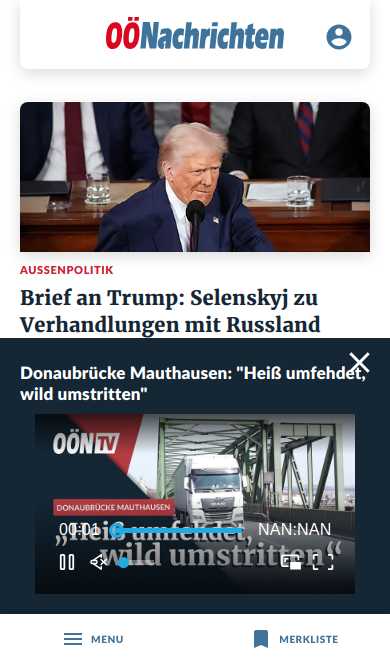 OÖNachrichten
AUSSENPOLITIK
Brief an Trump: Selenskyj zu
Verhandlungen mit Russland
Donaubrücke Mauthausen: "Heiß umfehdet,
wild umstritten"
OÖN TV
DONAUBRÜCKE MAUTHAUSEN
00:01
NAN:NAN
„Heiß umfehdet,
wild umstritten“
MENU
MERKLISTE